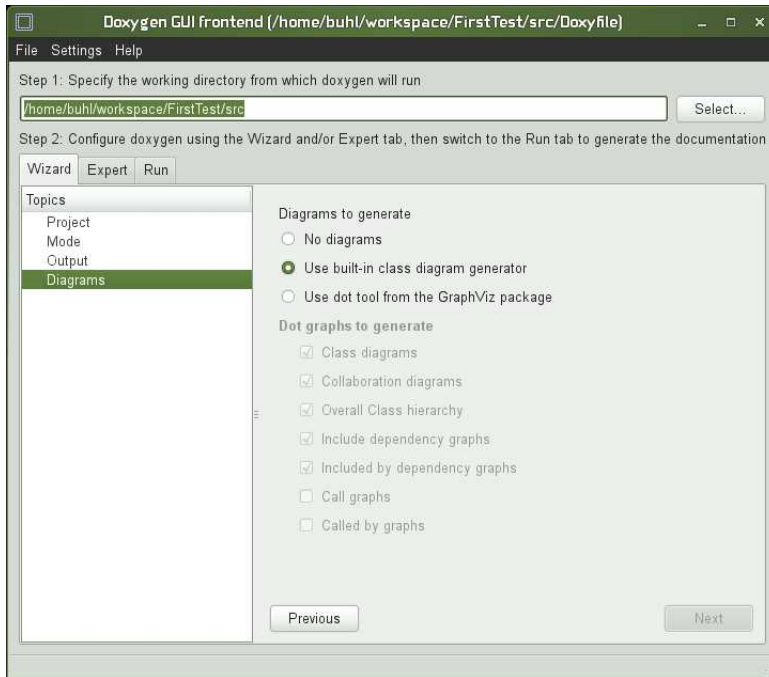 Doxygen GUI frontend (/home/buhl/workspace/FirstTest/src/Doxyfile)
File Settings Help
Step 1: Specify the working directory from which doxygen will run
/home/buhl/workspace/FirstTest/src
Select...
Step 2: Configure doxygen using the Wizard and/or Expert tab, then switch to the Run tab to generate the documentation
Wizard Expert Run
Topics
Project
Mode
Output
Diagrams
Diagrams to generate
No diagrams
Use built-in class diagram generator
Use dot tool from the GraphViz package
Dot graphs to generate
Class diagrams
Collaboration diagrams
Overall Class hierarchy
Include dependency graphs
Included by dependency graphs
Call graphs
Called by graphs
Previous
Next